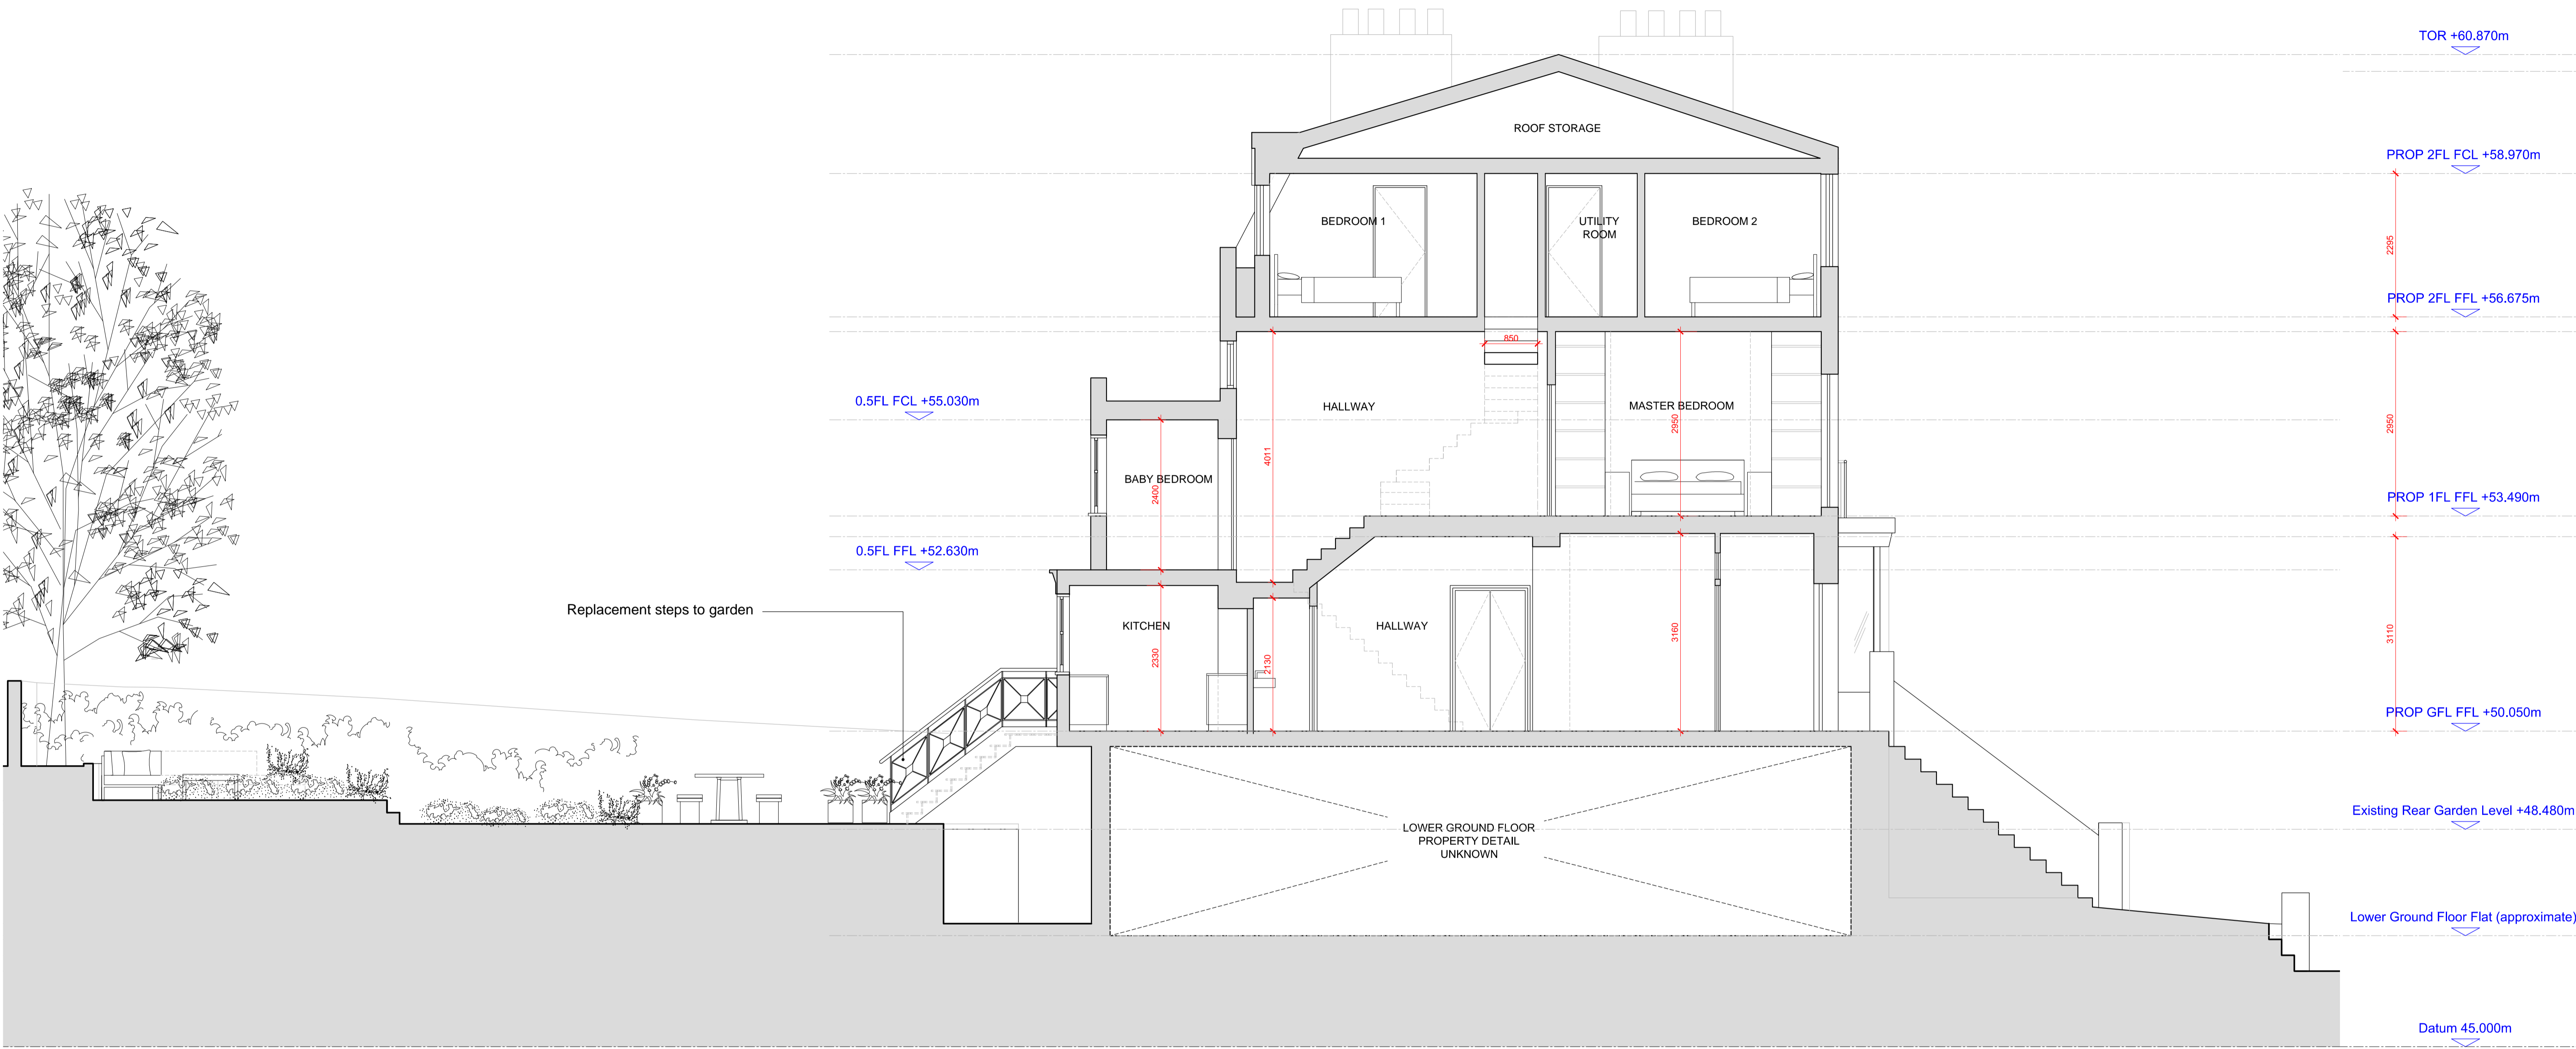 TOR +60.870m
ROOF STORAGE
PROP 2FL FCL +58.970m
BEDROOM 1
UTILITY
ROOM
BEDROOM 2
2295
PROP 2FL FFL +56.675m
850
0.5FL FCL +55.030m
HALLWAY
MASTER BEDROOM
2950
2950
4011
BABY BEDROOM
2400
PROP 1FL FFL +53.490m
0.5FL FFL +52.630m
Replacement steps to garden
KITCHEN
HALLWAY
2330
2130
3160
3110
PROP GFL FFL +50.050m
Existing Rear Garden Level +48.480m
LOWER GROUND FLOOR
PROPERTY DETAIL
UNKNOWN
Lower Ground Floor Flat (approximate)
Datum 45.000m